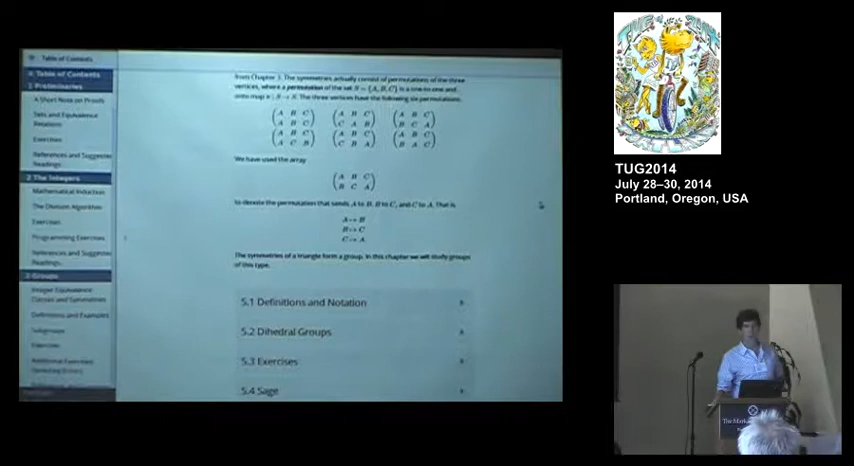 Table of Contents
Table of Contents
1 Preliminaries
A Short Note on Proofs
Sets and Equivalence
Relations
Exercises
References and Suggested
Readings
2 The Integers
Mathematical Induction
The Division Algorithm
Exercises
Programming Exercises
References and Suggested
Readings
3 Groups
Integer Equivalence
Classes and Symmetries
Definitions and Examples
Subgroups
Exercises
Additional Exercises:
from Chapter 3. The symmetries actually consist of permutations of the three
vertices, where a permutation of the set S = {A, B, C} is a one-to-one and
onto map π : S → S. The three vertices have the following six permutations.
(A B C) (A B C) (A B C)
(A B C) (C A B) (B C A)
(A B C) (A B C) (A B C)
(A C B) (C B A) (B A C)
We have used the array
(A B C)
(B C A)
to denote the permutation that sends A to B, B to C, and C to A. That is,
A ↦ B
B ↦ C
C ↦ A.
The symmetries of a triangle form a group. In this chapter we will study groups
of this type.
5.1 Definitions and Notation
5.2 Dihedral Groups
5.3 Exercises
5.4 Sage
TUG2014
July 28–30, 2014
Portland, Oregon, USA